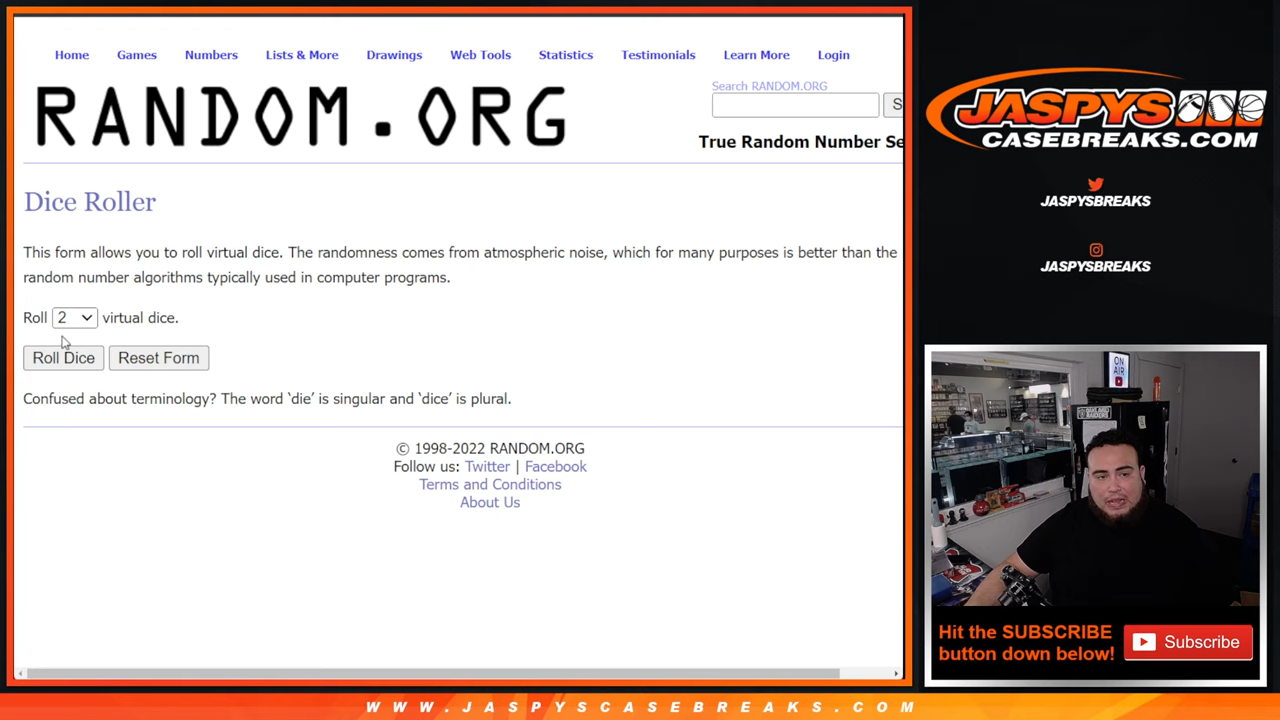 Home Games Numbers Lists & More Drawings Web Tools Statistics Testimonials Learn More Login
RANDOM.ORG
Search RANDOM.ORG
S
True Random Number Se
Dice Roller
This form allows you to roll virtual dice. The randomness comes from atmospheric noise, which for many purposes is better than the
random number algorithms typically used in computer programs.
Roll 2 virtual dice.
Roll Dice Reset Form
Confused about terminology? The word ‘die’ is singular and ‘dice’ is plural.
© 1998-2022 RANDOM.ORG
Follow us: Twitter | Facebook
Terms and Conditions
About Us
JASPYS
CASEBREAKS.COM
JASPYSBREAKS
JASPYSBREAKS
ON
AIR
Hit the SUBSCRIBE
button down below!
Subscribe
WWW.JASPYSCASEBREAKS.COM